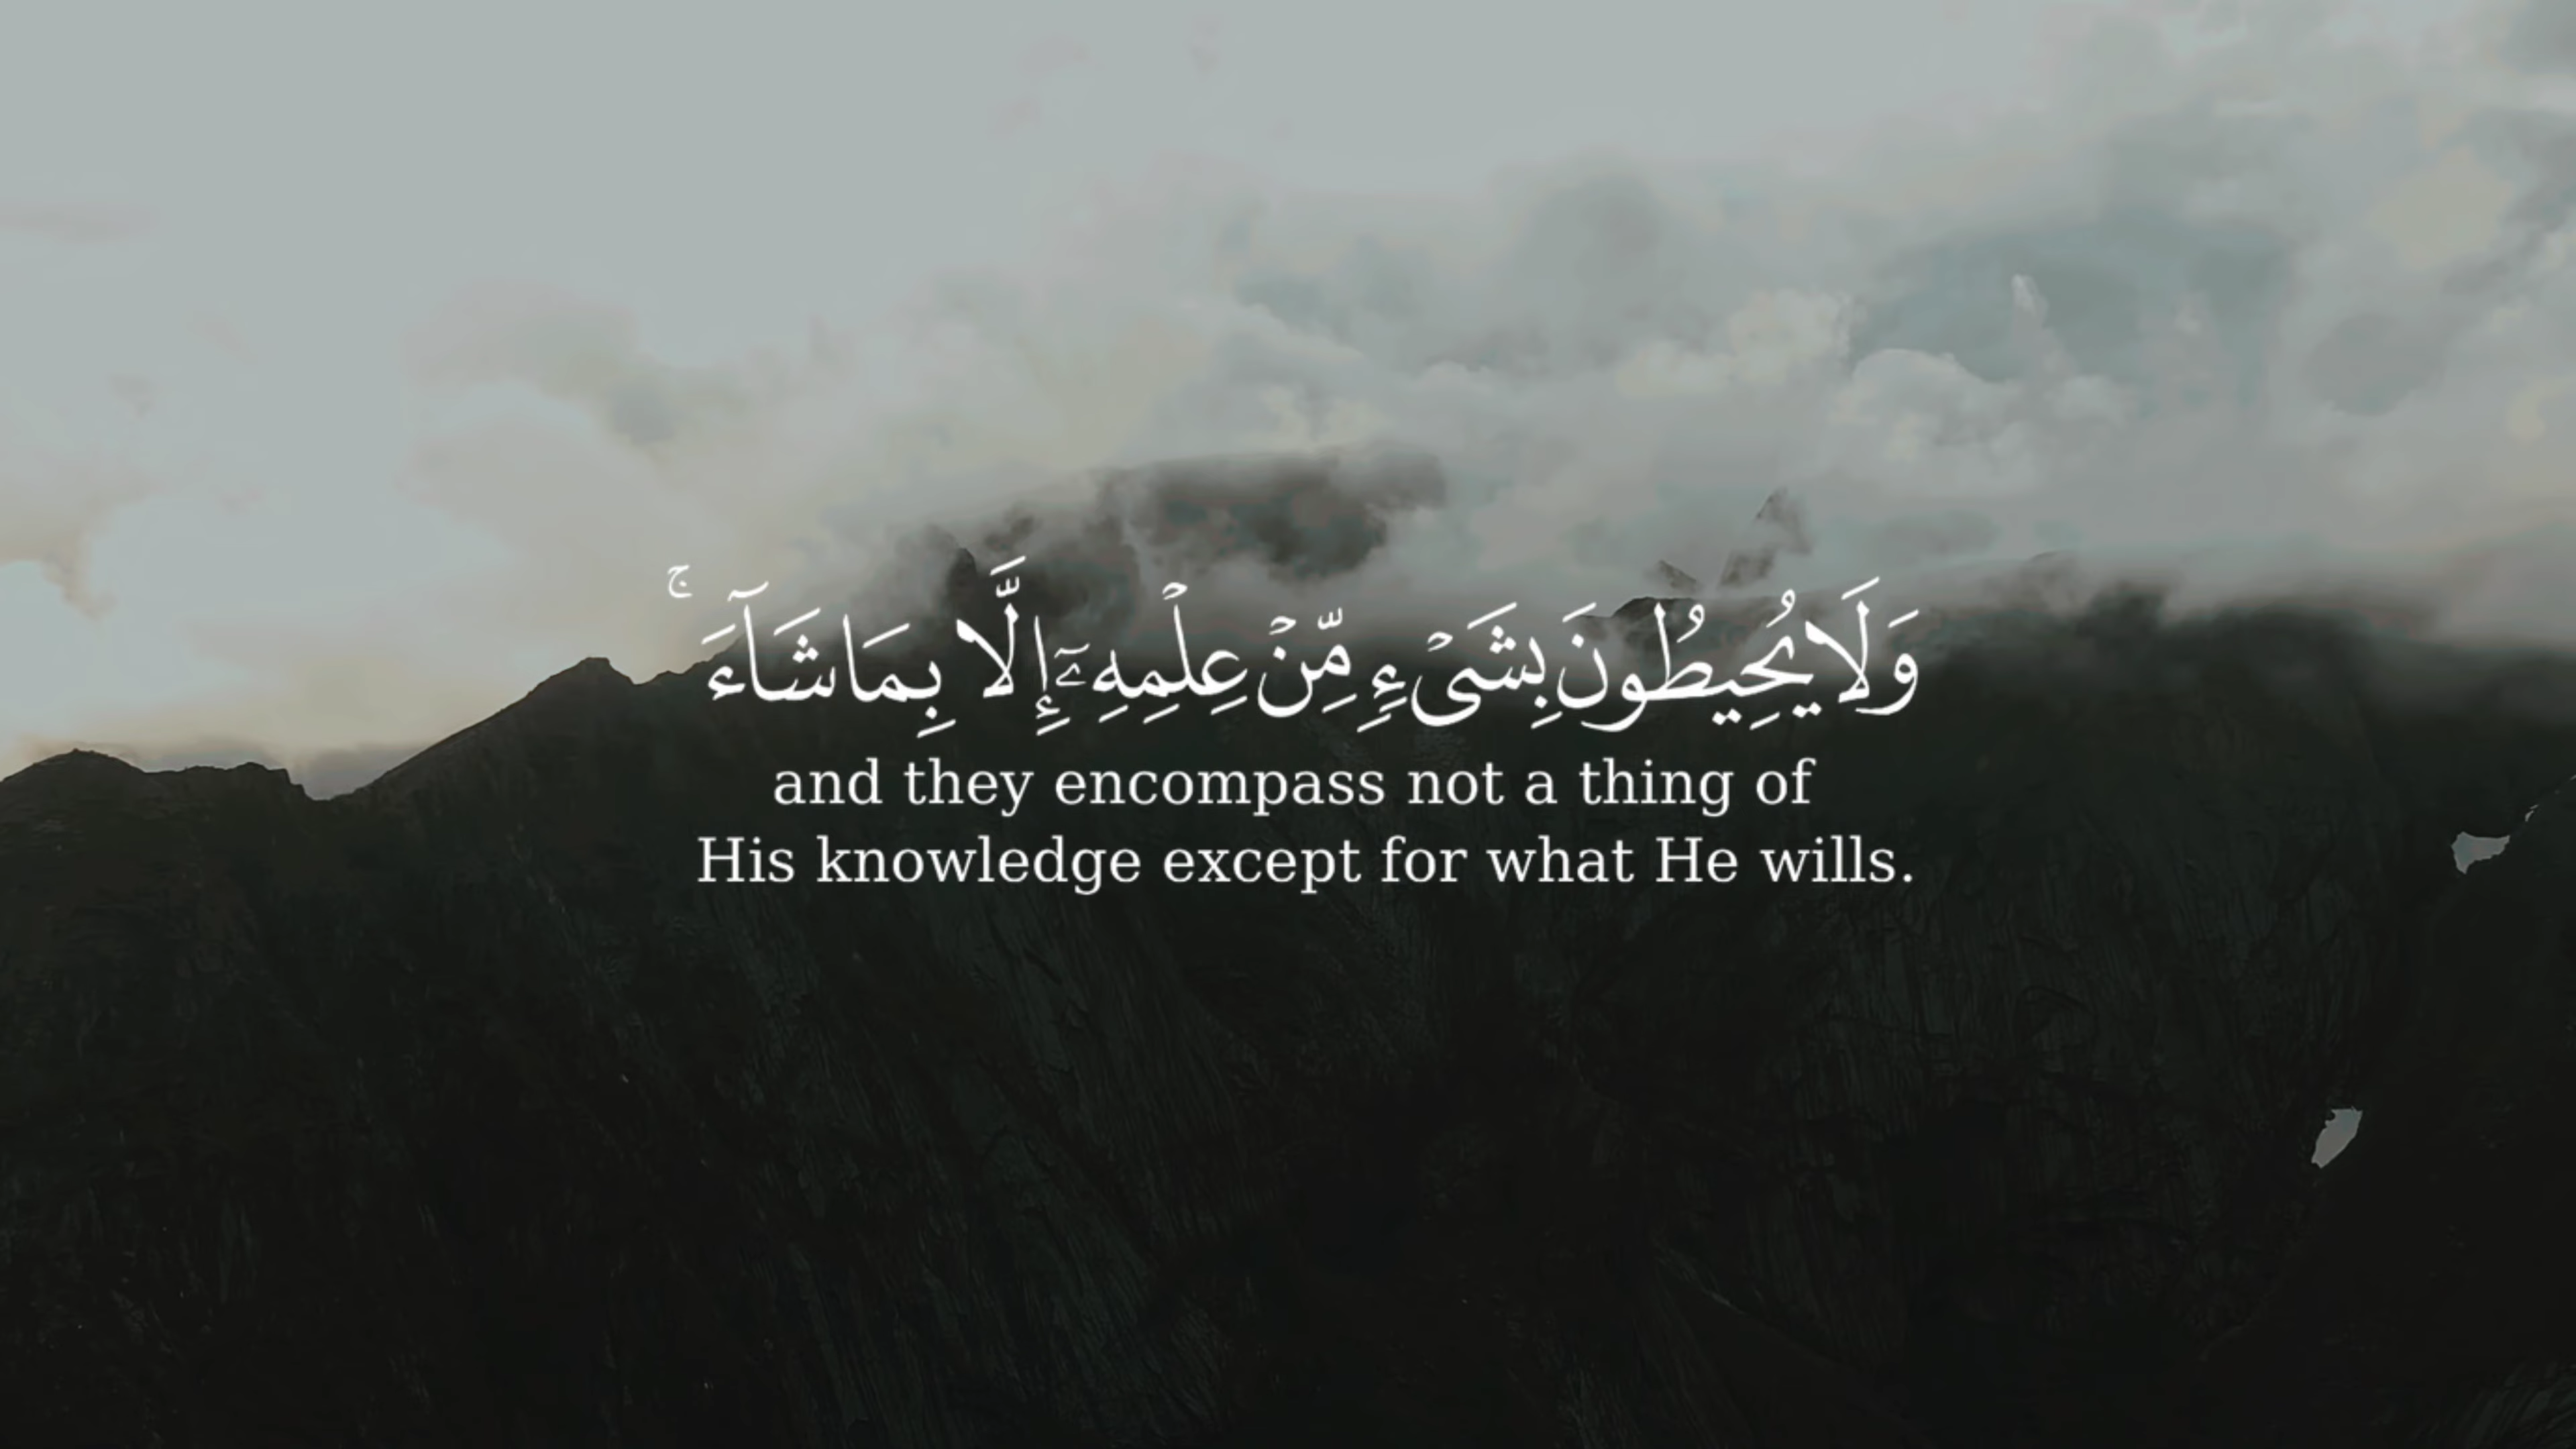 وَلَا يُحِيطُونَ بِشَىْءٍ مِّنْ عِلْمِهِۦٓ إِلَّا بِمَا شَآءَ ۚ
and they encompass not a thing of
His knowledge except for what He wills.